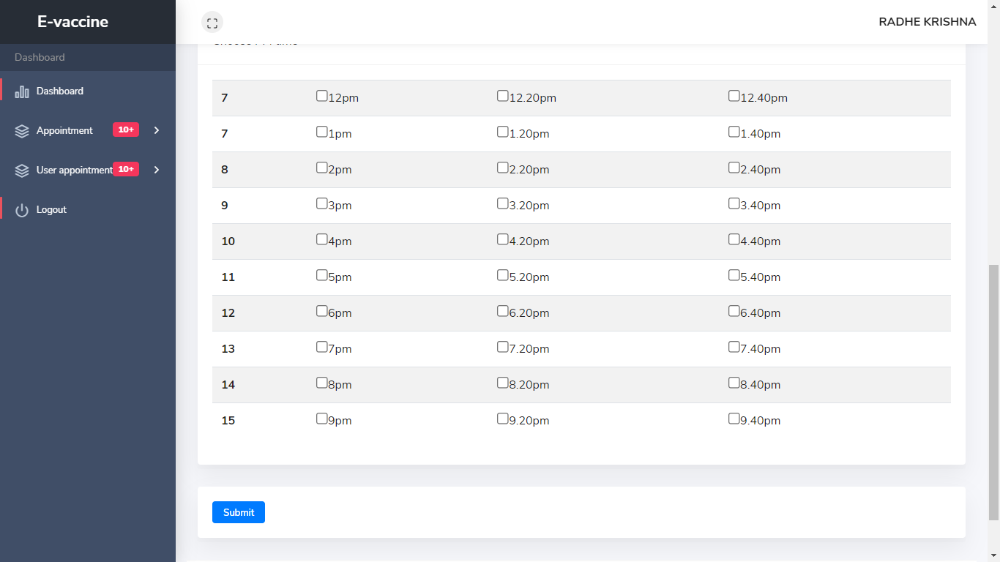 E-vaccine
RADHE KRISHNA
Dashboard
Dashboard
Appointment 10+
User appointment 10+
Logout
7 12pm 12.20pm 12.40pm
7 1pm 1.20pm 1.40pm
8 2pm 2.20pm 2.40pm
9 3pm 3.20pm 3.40pm
10 4pm 4.20pm 4.40pm
11 5pm 5.20pm 5.40pm
12 6pm 6.20pm 6.40pm
13 7pm 7.20pm 7.40pm
14 8pm 8.20pm 8.40pm
15 9pm 9.20pm 9.40pm
Submit